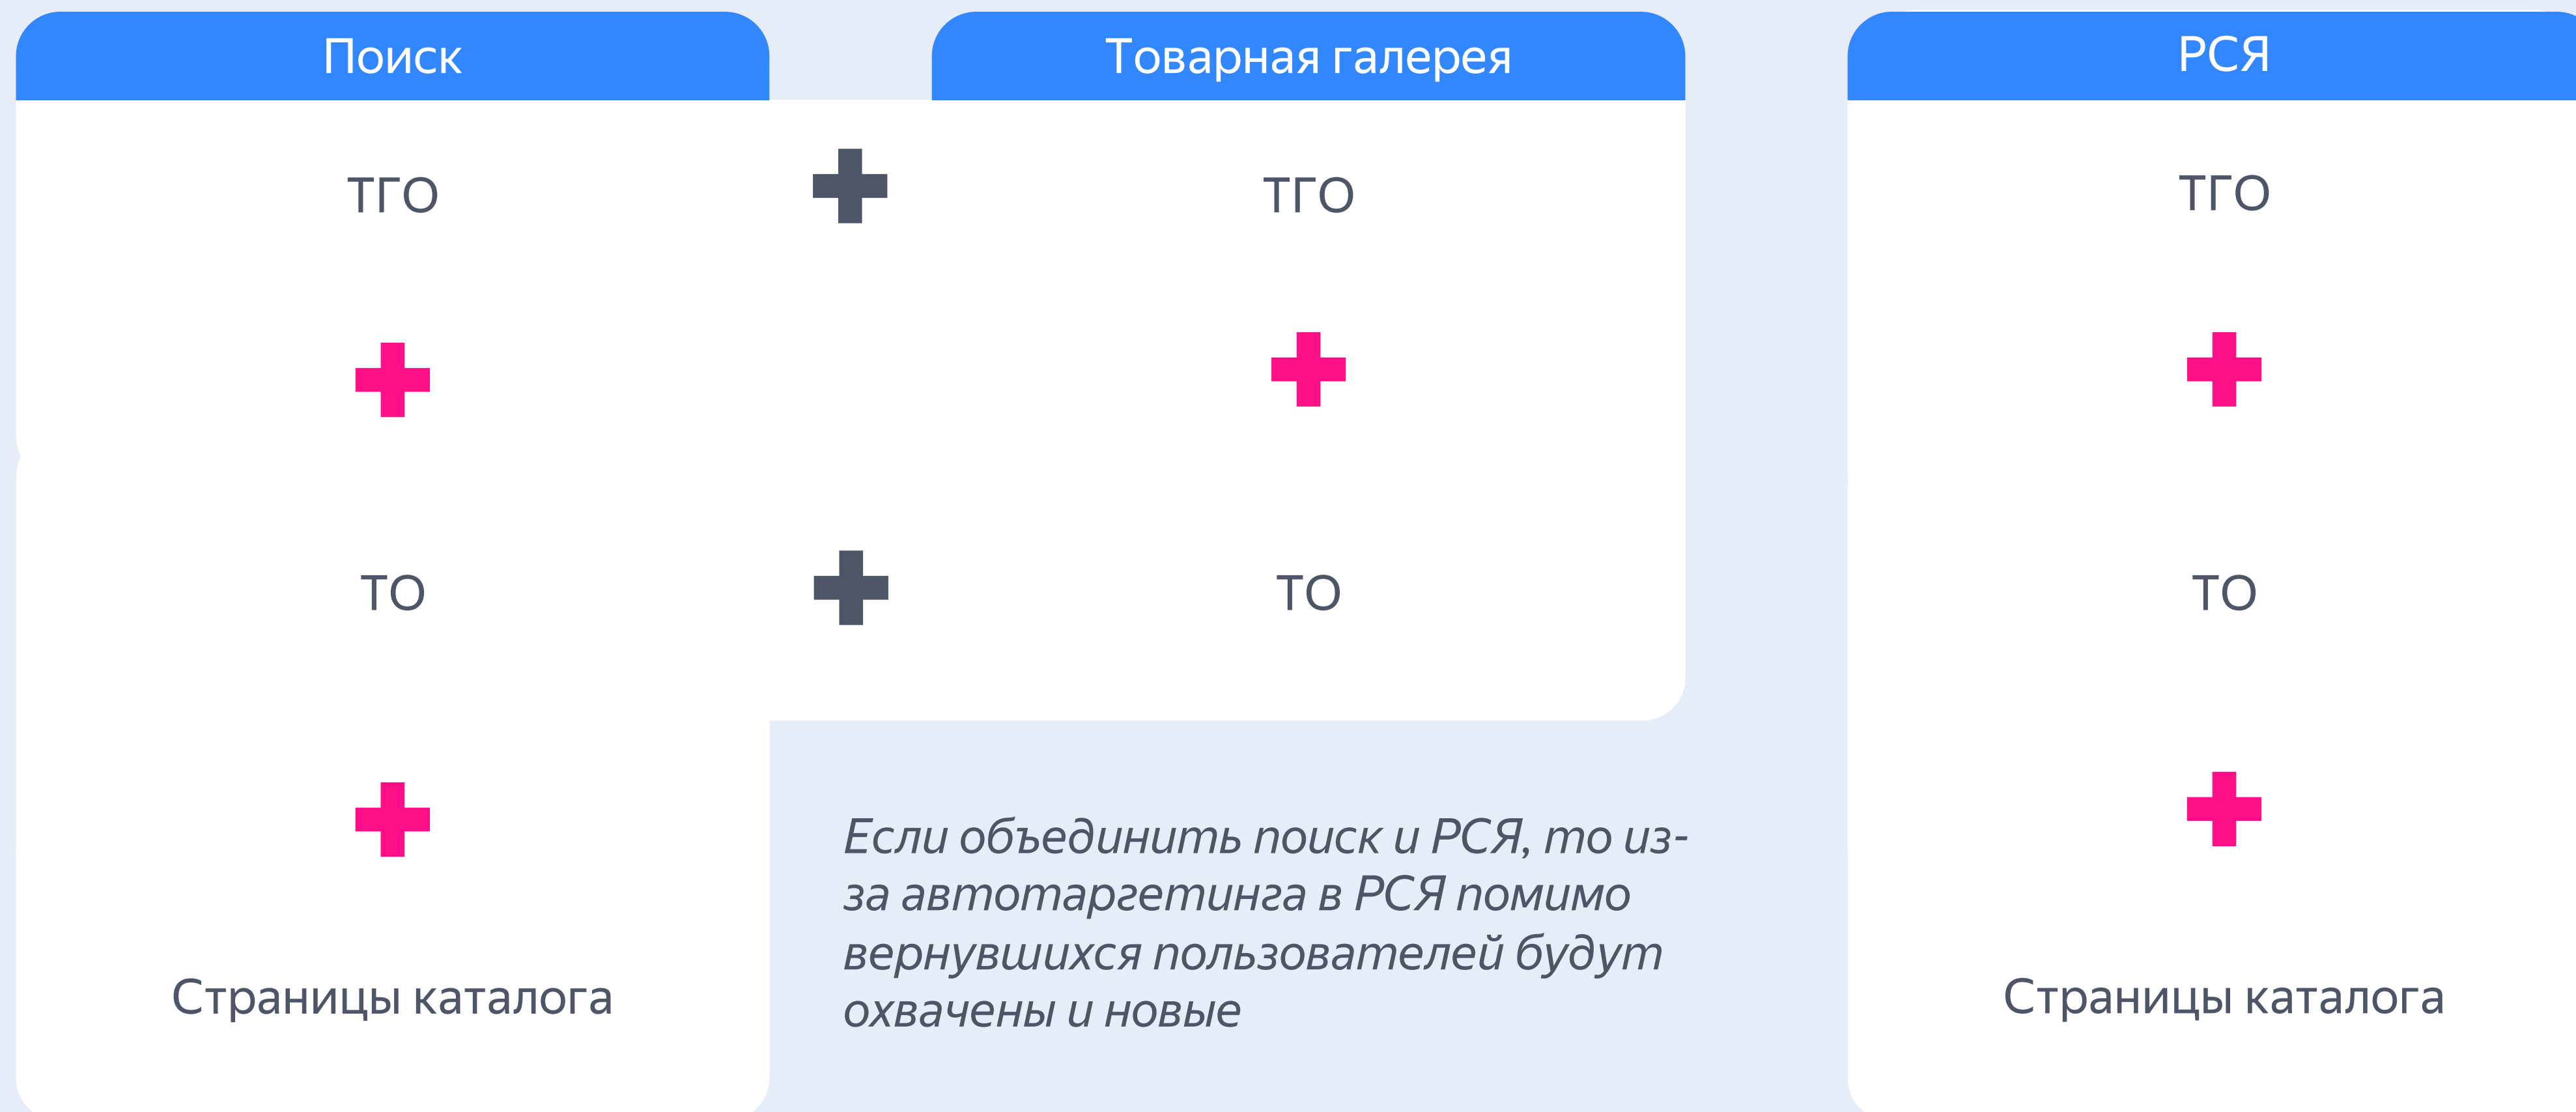 Поиск
Товарная галерея
РСЯ
ТГО
ТГО
ТГО
ТО
ТО
ТО
Если объединить поиск и РСЯ, то из-
за автотаргетинга в РСЯ помимо
вернувшихся пользователей будут
охвачены и новые
Страницы каталога
Страницы каталога